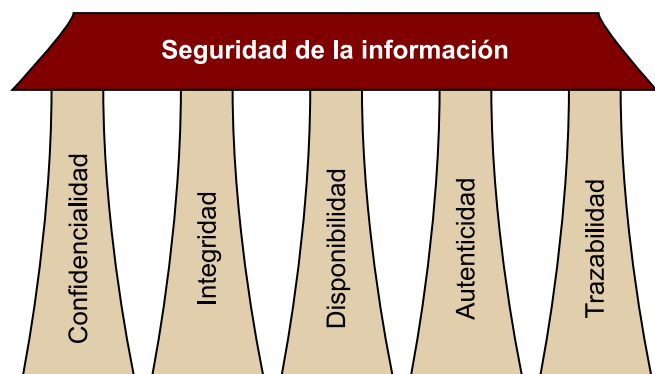 Seguridad de la información
Confidencialidad
Integridad
Disponibilidad
Autenticidad
Trazabilidad